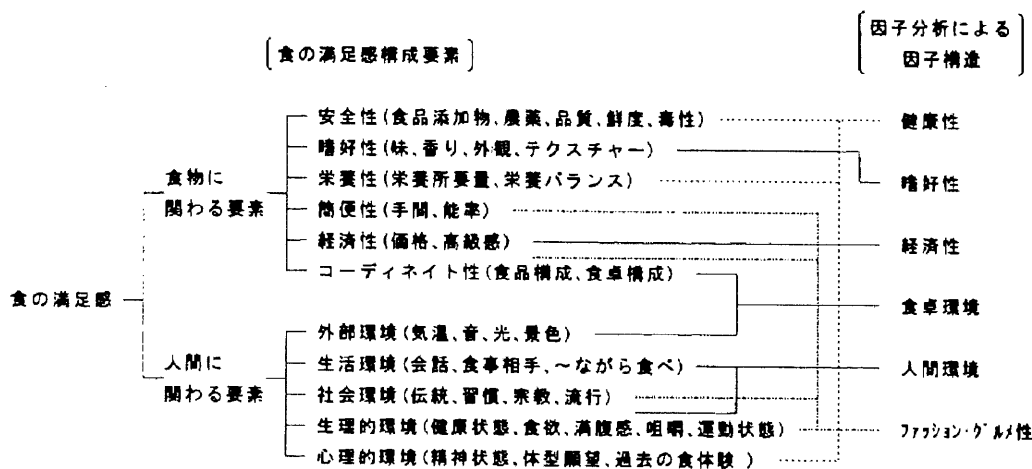 〔食の満足感構成要素〕
〔因子分析による
因子構造〕
食の満足感
食物に
関わる要素
安全性(食品添加物、農薬、品質、鮮度、毒性)
嗜好性(味、香り、外観、テクスチャー)
栄養性(栄養所要量、栄養バランス)
簡便性(手間、能率)
経済性(価格、高級感)
コーディネイト性(食品構成、食卓構成)
人間に
関わる要素
外部環境(気温、音、光、景色)
生活環境(会話、食事相手、〜ながら食べ)
社会環境(伝統、習慣、宗教、流行)
生理的環境(健康状態、食欲、満腹感、咀嚼、運動状態)
心理的環境(精神状態、体型願望、過去の食体験)
健康性
嗜好性
経済性
食卓環境
人間環境
ファッション・グルメ性